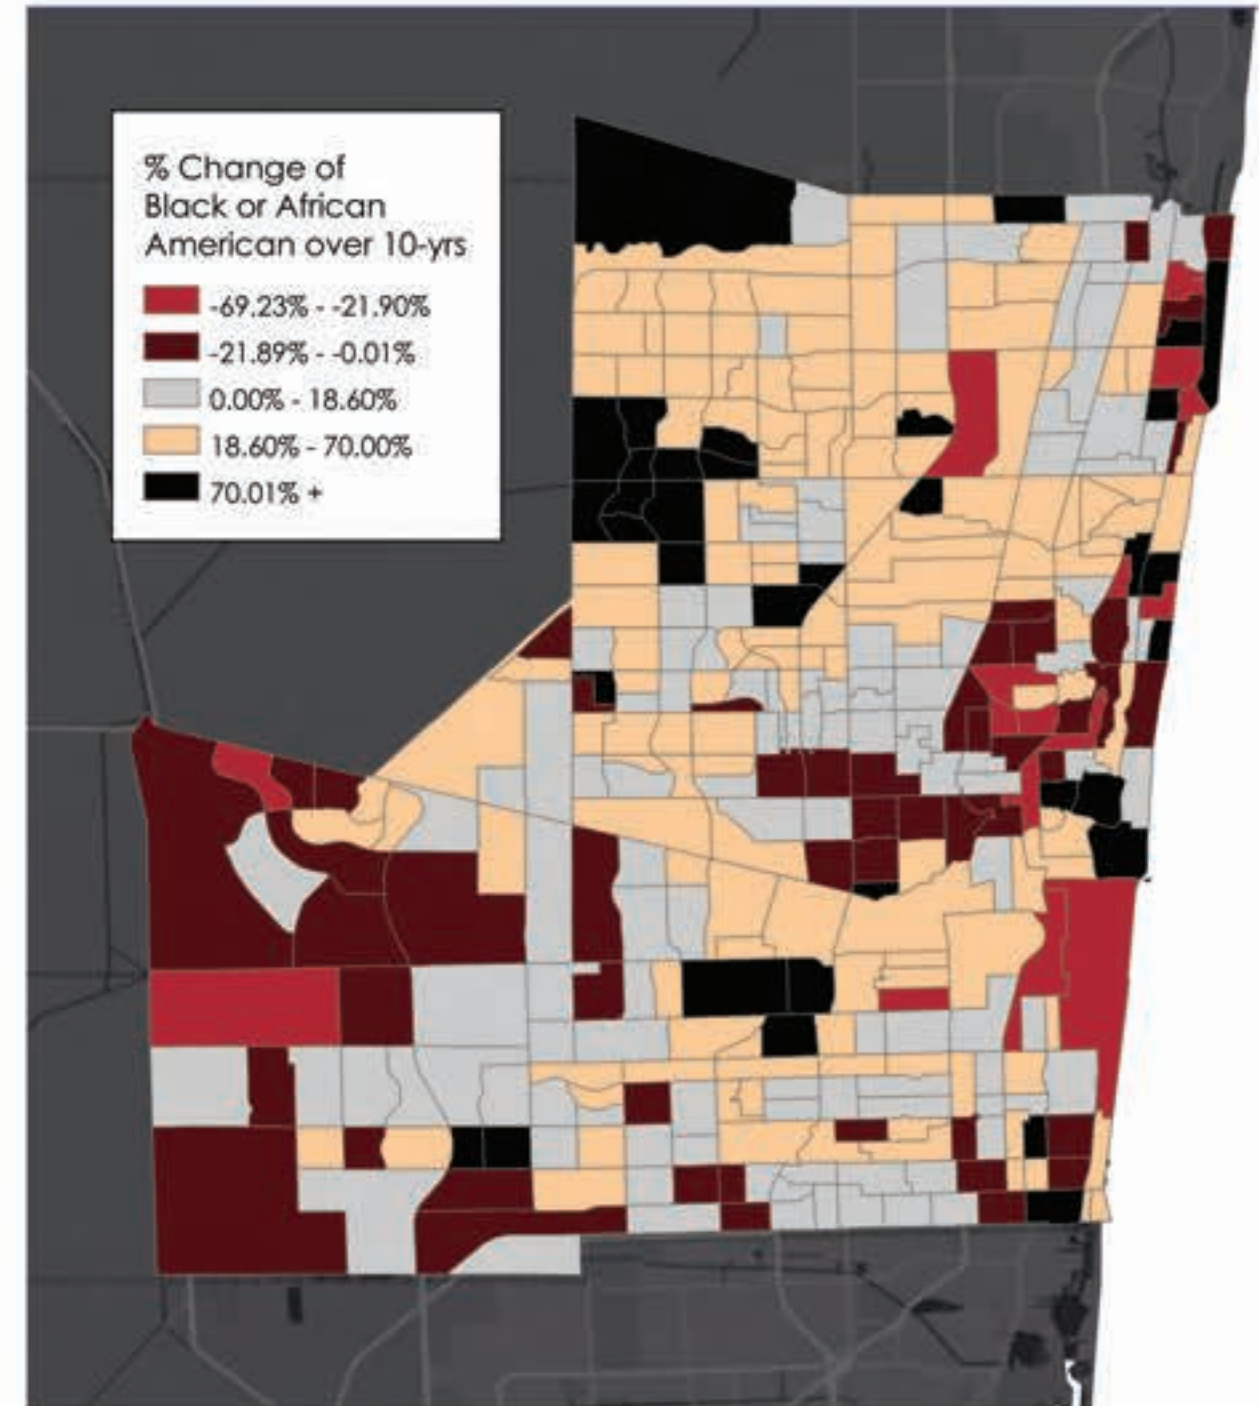 % Change of
Black or African
American over 10-yrs
-69.23% - -21.90%
-21.89% - -0.01%
0.00% - 18.60%
18.60% - 70.00%
70.01% +